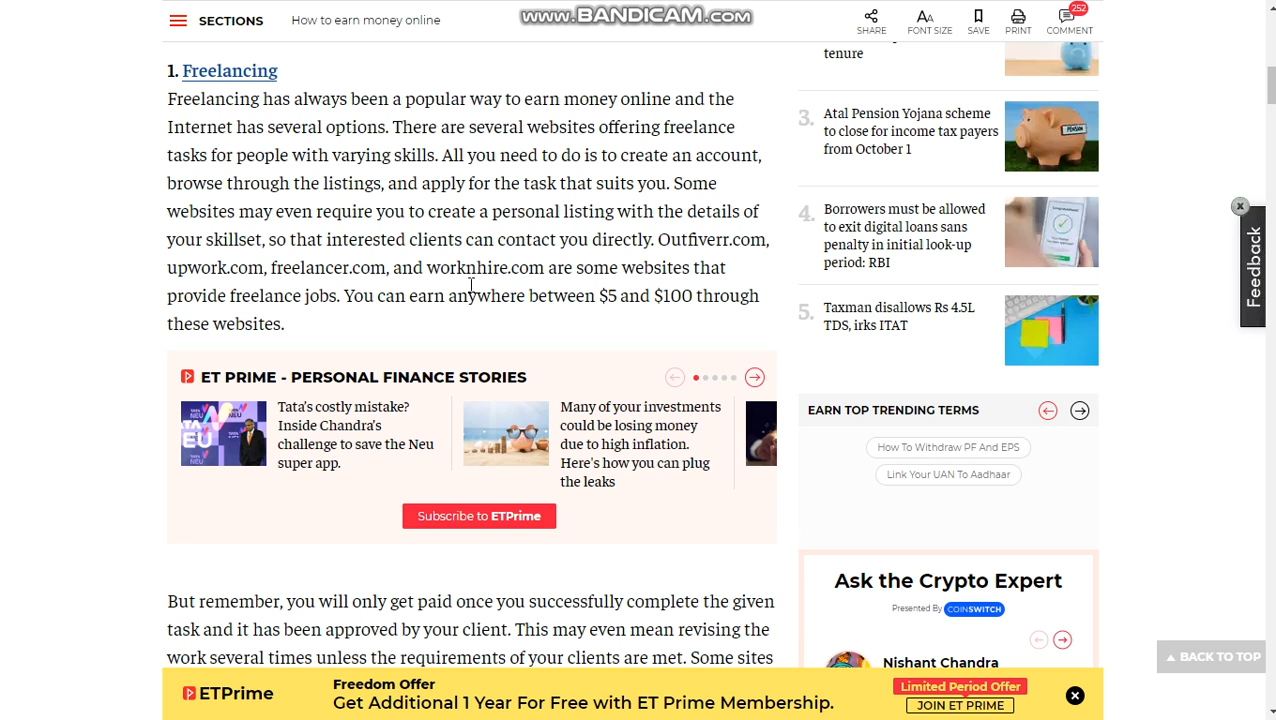 SECTIONS
How to earn money online
www.BANDICAM.com
SHARE
FONT SIZE
SAVE
PRINT
252
COMMENT
1. Freelancing
Freelancing has always been a popular way to earn money online and the
Internet has several options. There are several websites offering freelance
tasks for people with varying skills. All you need to do is to create an account,
browse through the listings, and apply for the task that suits you. Some
websites may even require you to create a personal listing with the details of
your skillset, so that interested clients can contact you directly. Outfiverr.com,
upwork.com, freelancer.com, and worknhire.com are some websites that
provide freelance jobs. You can earn anywhere between $5 and $100 through
these websites.
ET PRIME - PERSONAL FINANCE STORIES
TATA
NEU
Tata's costly mistake?
Inside Chandra's
challenge to save the Neu
super app.
Many of your investments
could be losing money
due to high inflation.
Here's how you can plug
the leaks
Subscribe to ETPrime
But remember, you will only get paid once you successfully complete the given
task and it has been approved by your client. This may even mean revising the
work several times unless the requirements of your clients are met. Some sites
tenure
3. Atal Pension Yojana scheme
to close for income tax payers
from October 1
PENSION
4. Borrowers must be allowed
to exit digital loans sans
penalty in initial look-up
period: RBI
5. Taxman disallows Rs 4.5L
TDS, irks ITAT
EARN TOP TRENDING TERMS
How To Withdraw PF And EPS
Link Your UAN To Aadhaar
Ask the Crypto Expert
Presented By COINSWITCH
Nishant Chandra
x
Feedback
BACK TO TOP
ETPrime
Freedom Offer
Get Additional 1 Year For Free with ET Prime Membership.
Limited Period Offer
JOIN ET PRIME